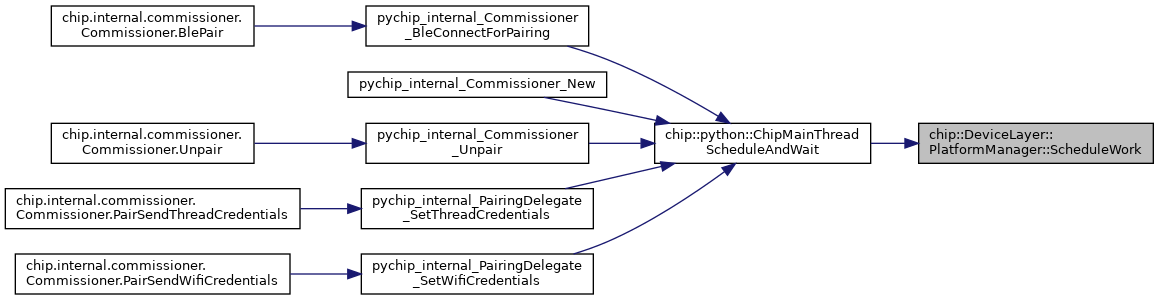 chip.internal.commissioner.
Commissioner.BlePair
pychip_internal_Commissioner
_BleConnectForPairing
pychip_internal_Commissioner_New
chip.internal.commissioner.
Commissioner.Unpair
pychip_internal_Commissioner
_Unpair
chip::python::ChipMainThread
ScheduleAndWait
chip::DeviceLayer::
PlatformManager::ScheduleWork
chip.internal.commissioner.
Commissioner.PairSendThreadCredentials
pychip_internal_PairingDelegate
_SetThreadCredentials
chip.internal.commissioner.
Commissioner.PairSendWifiCredentials
pychip_internal_PairingDelegate
_SetWifiCredentials